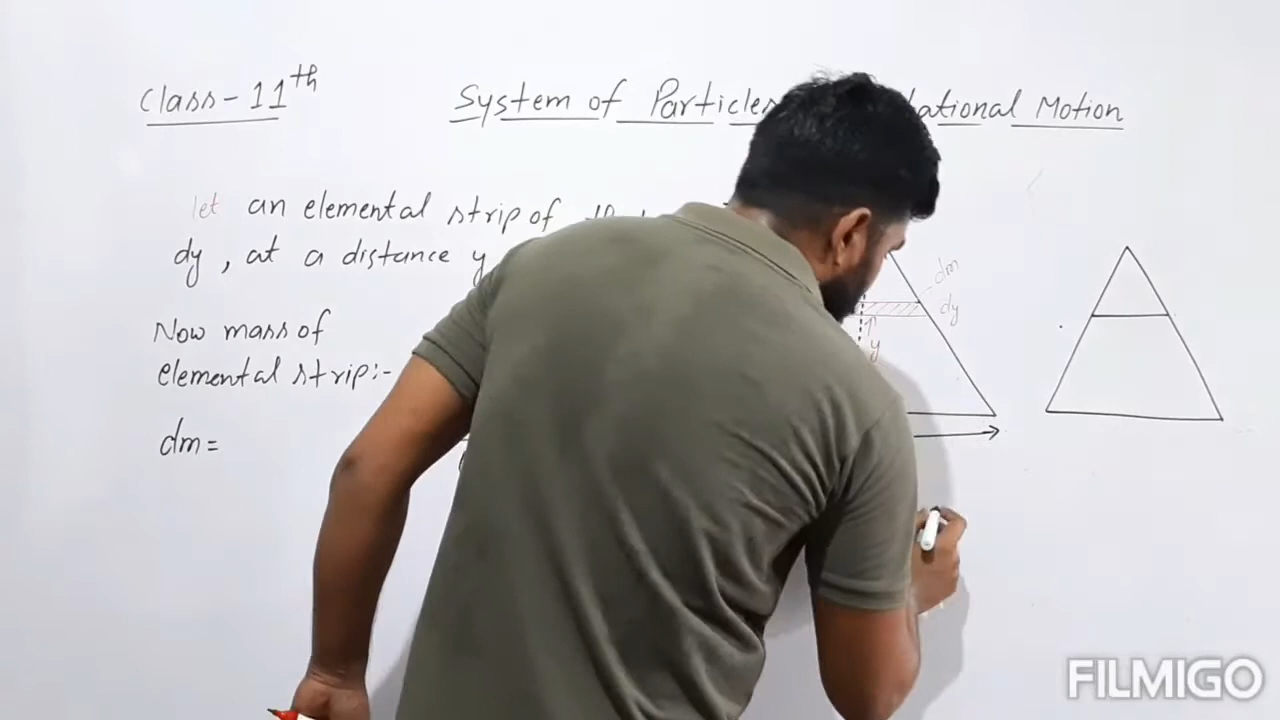 Class-11th
System of Particles
Motion
let an elemental strip of
dy, at a distance y
Now mass of
elemental strip:-
dm=
dm
dy
y
FILMIGO